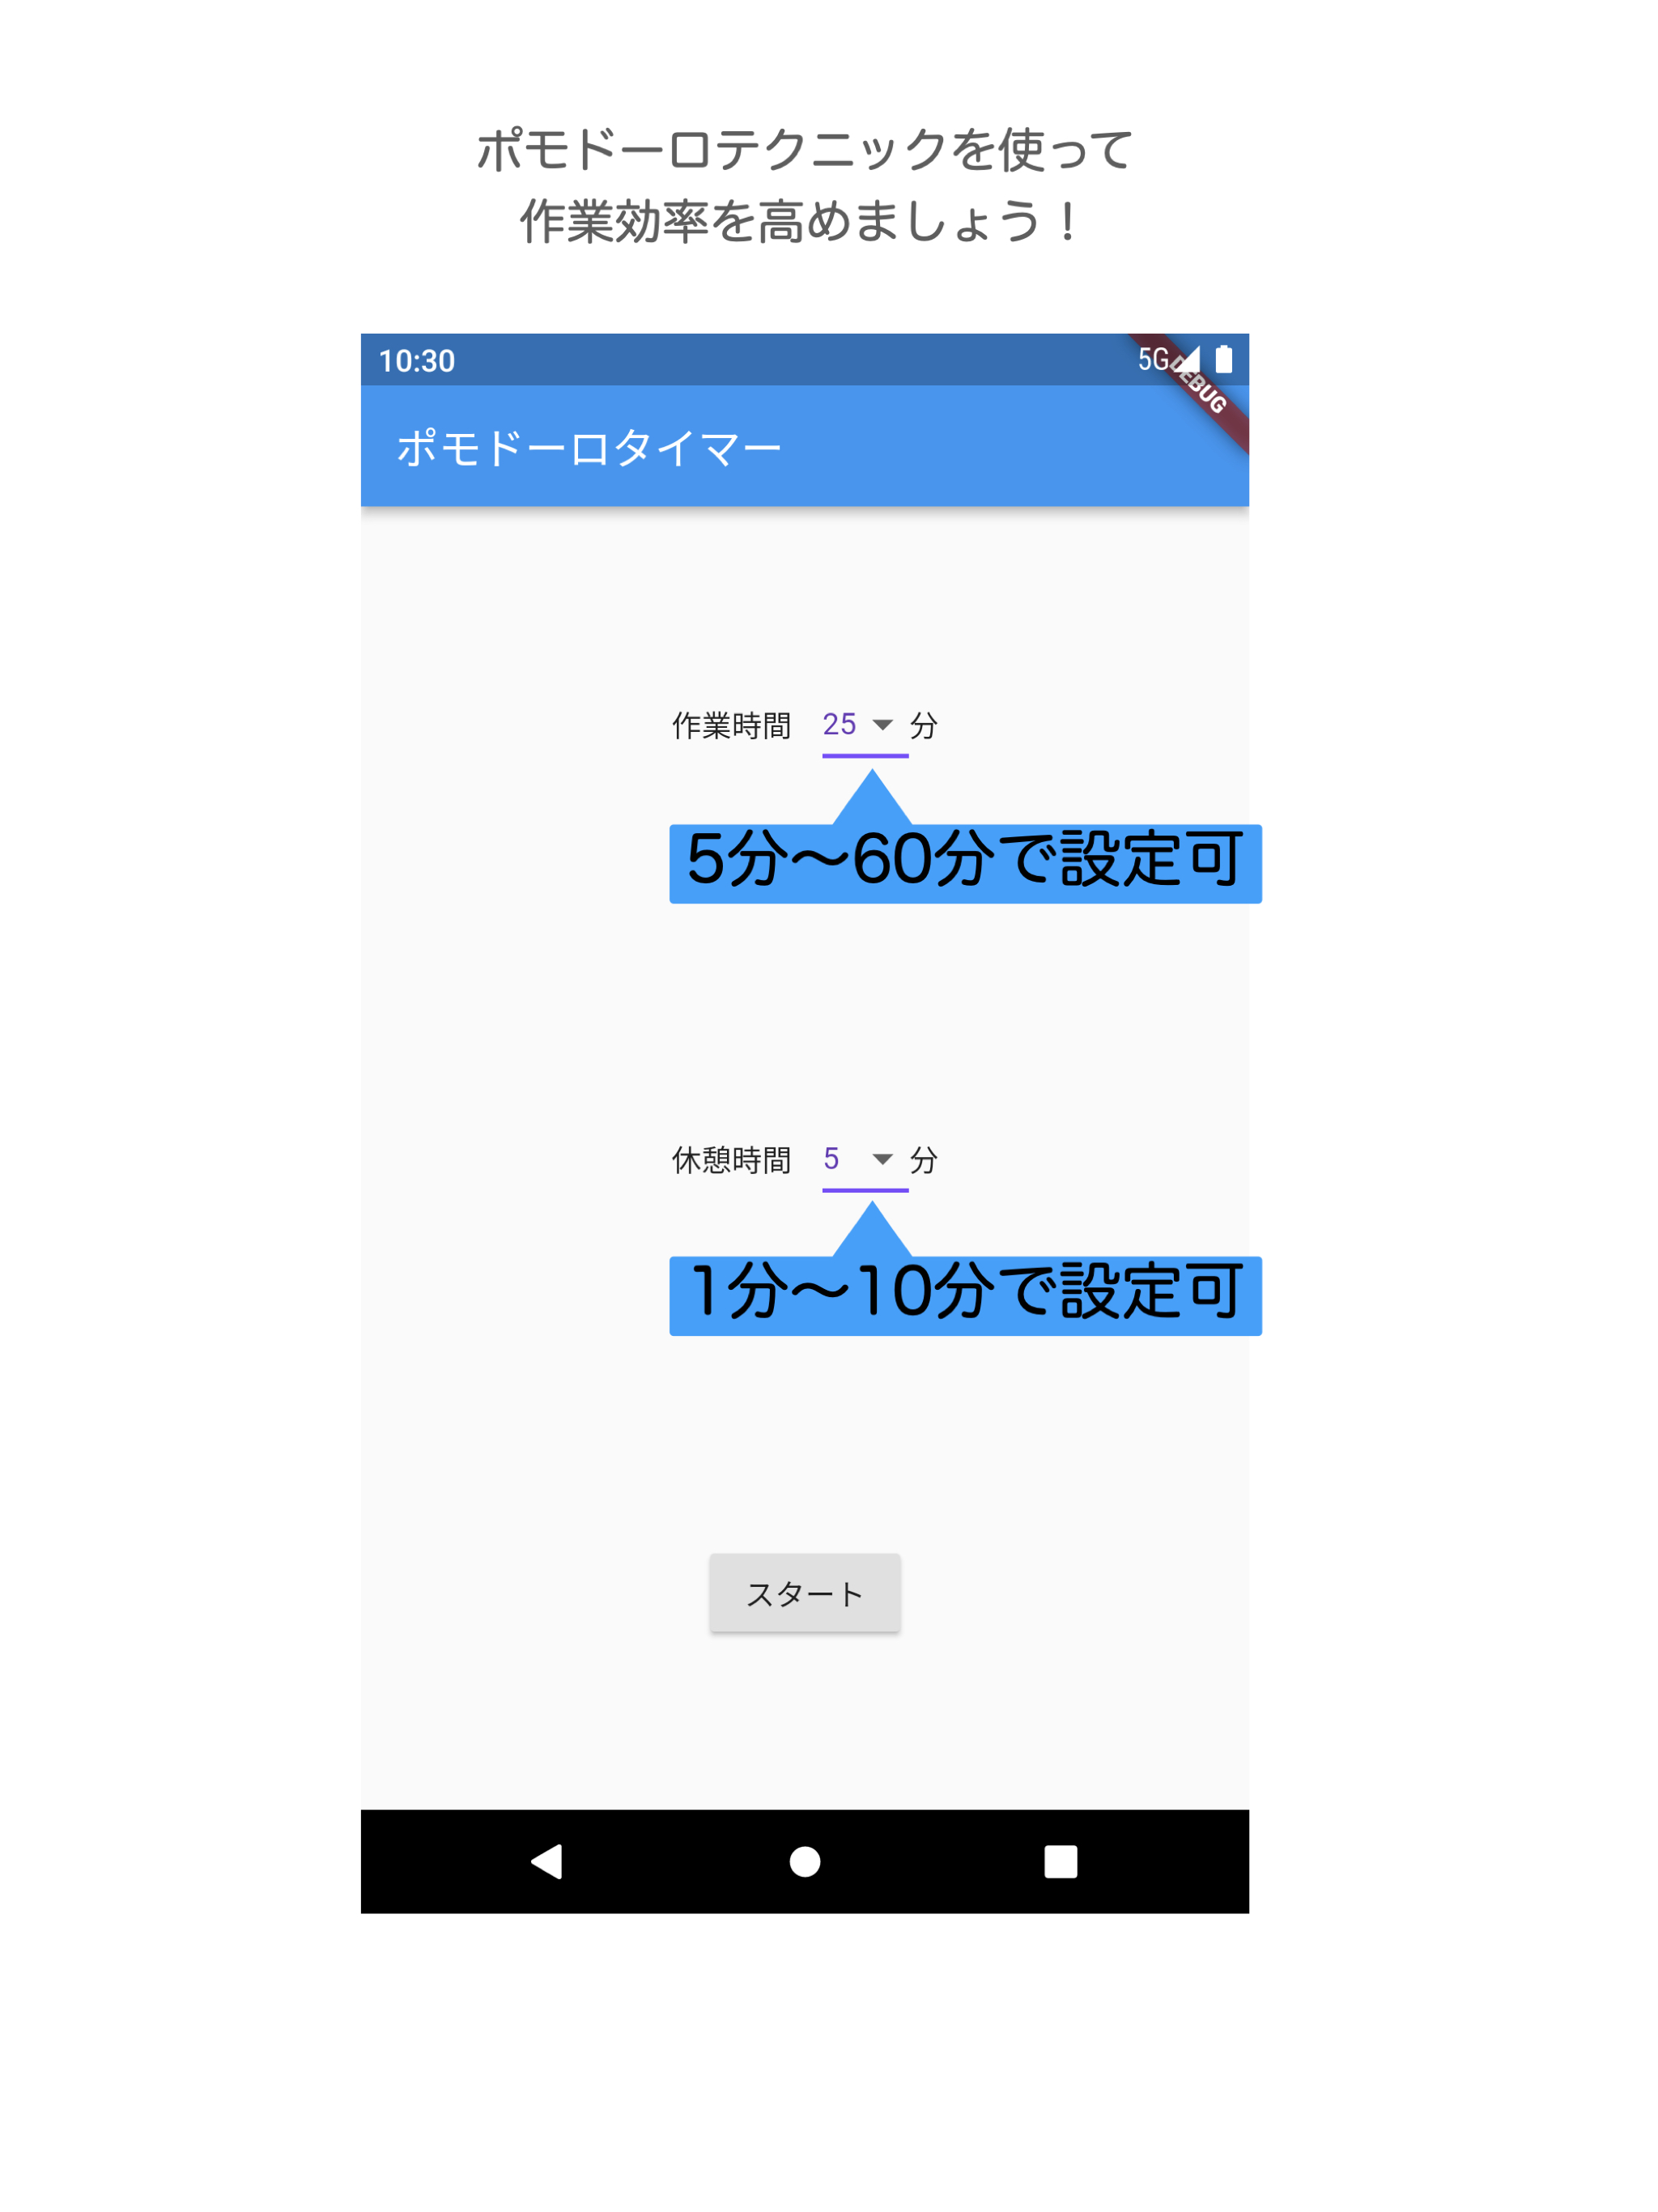 ポモドーロテクニックを使って
作業効率を高めましょう！
10:30 5G
DEBUG
ポモドーロタイマー
作業時間 25 分
5分〜60分で設定可
休憩時間 5 分
1分〜10分で設定可
スタート